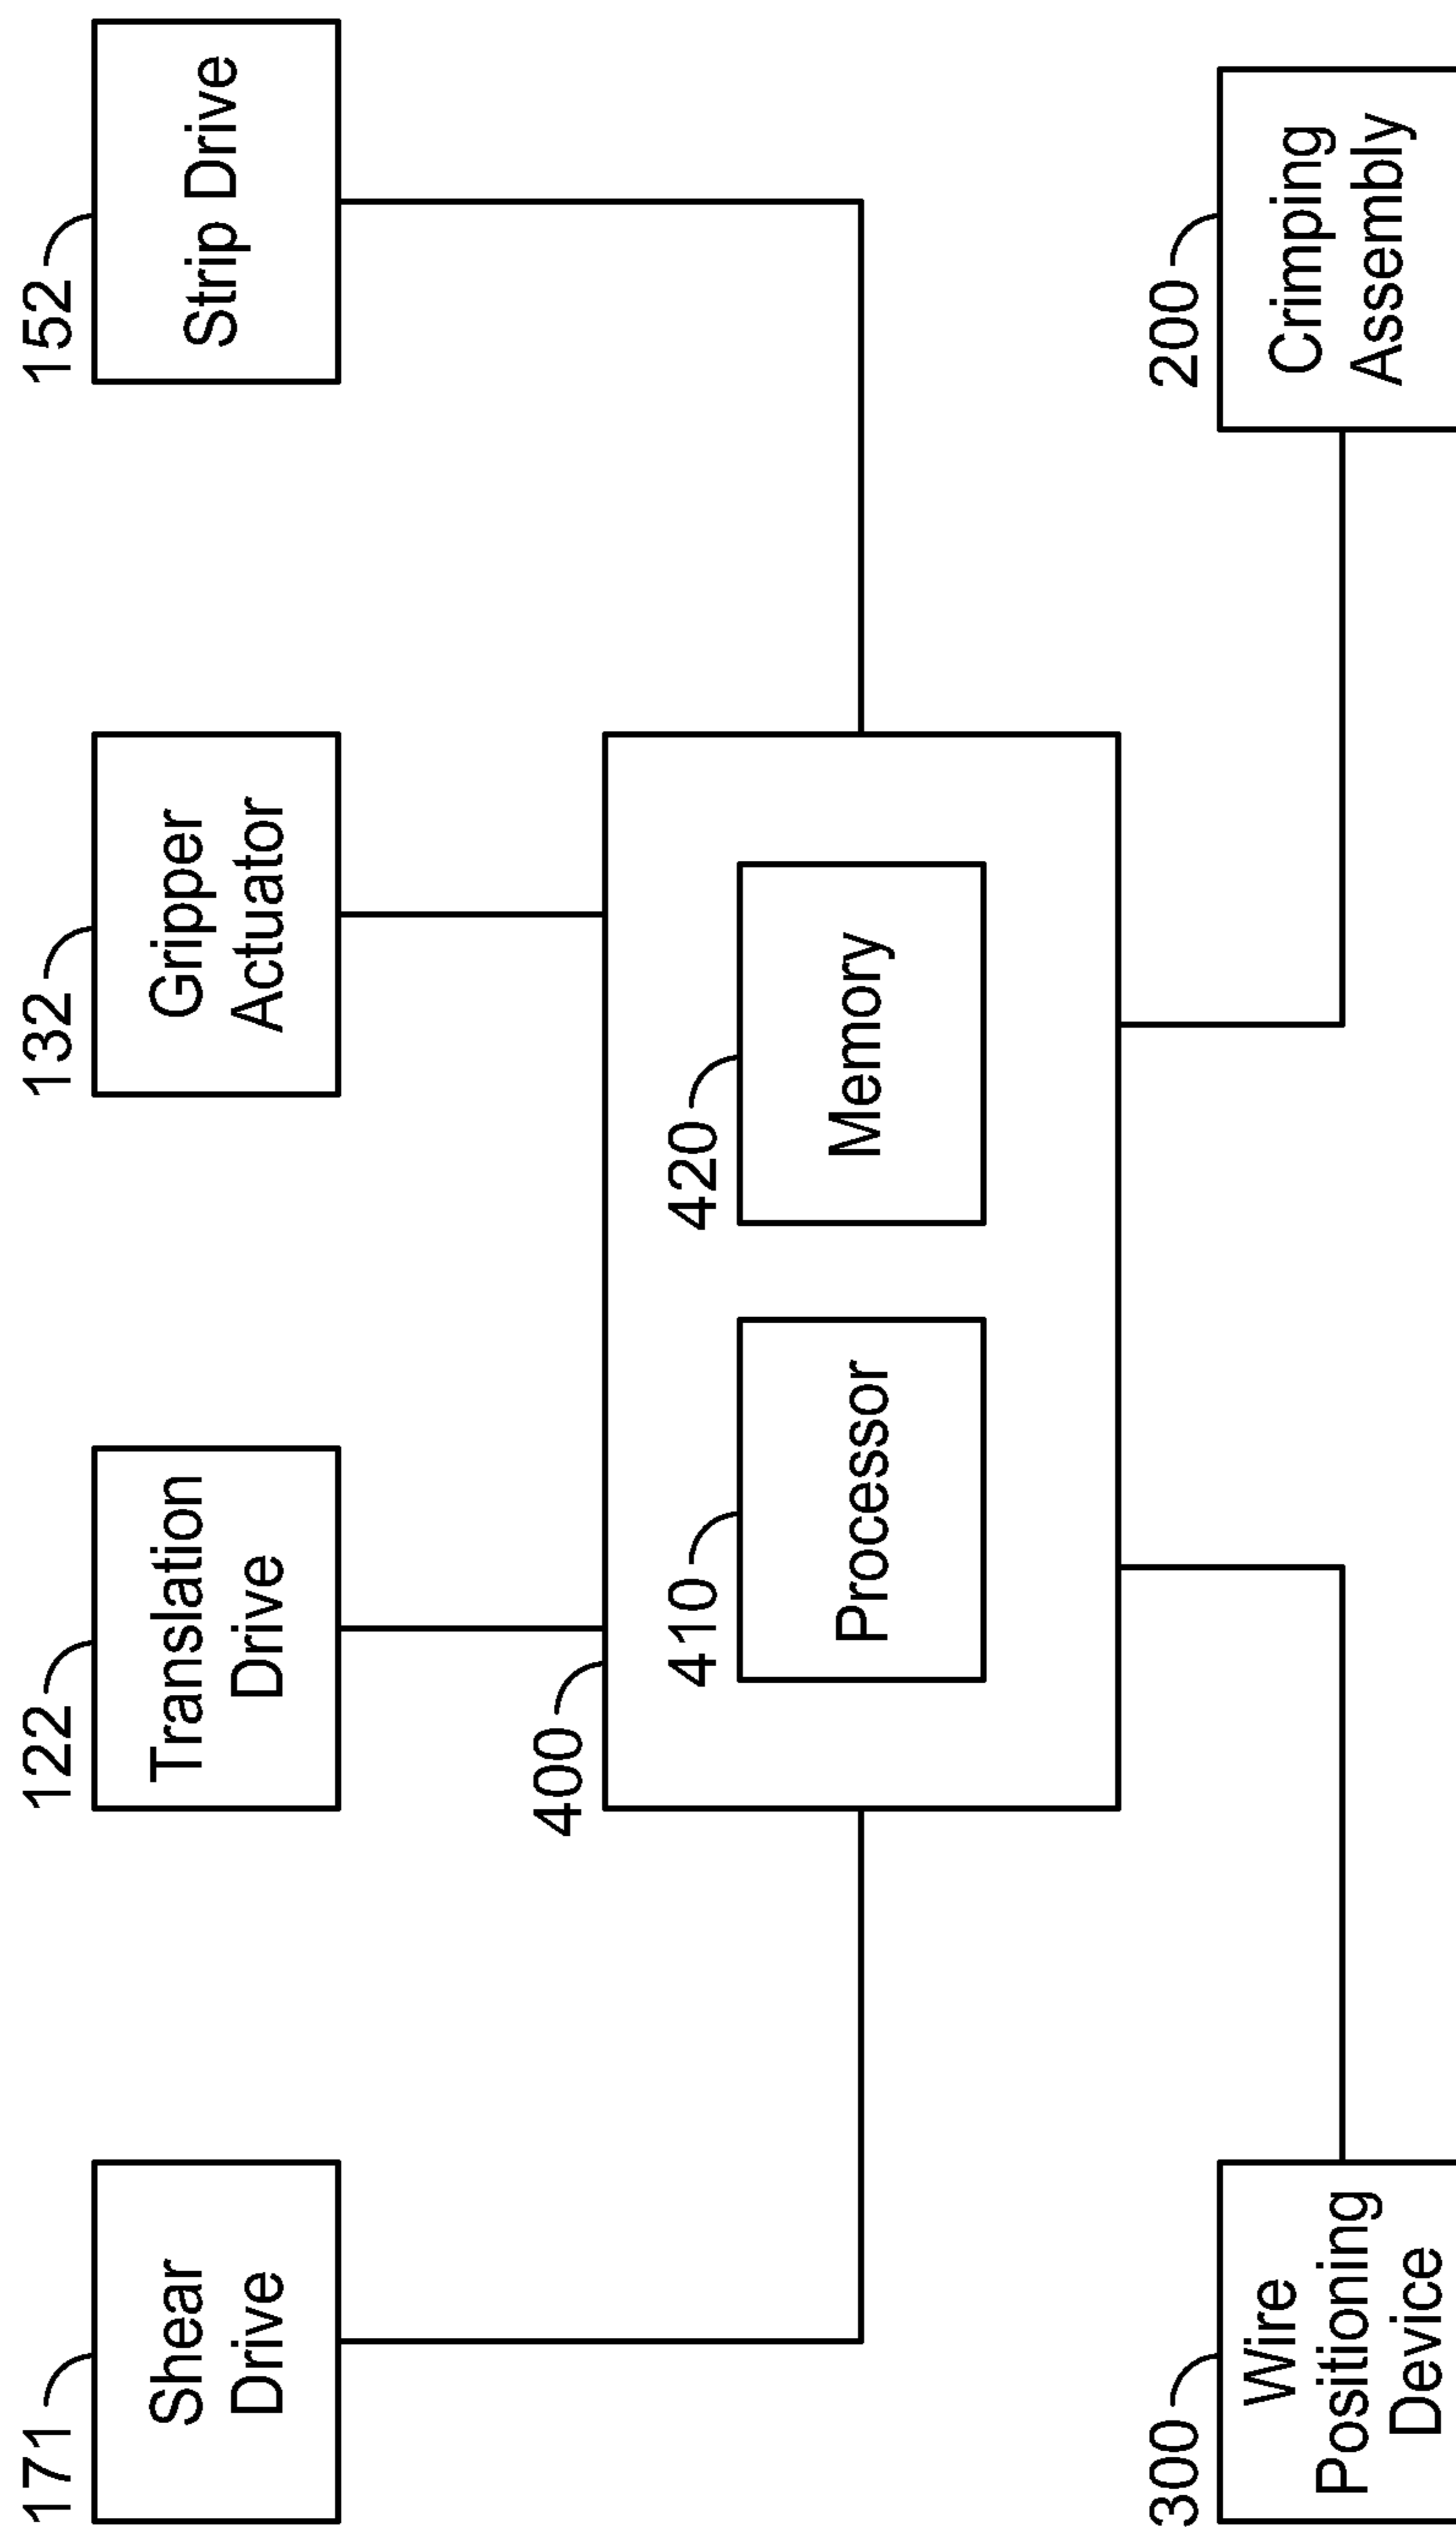 171
Shear
Drive
122
Translation
Drive
132
Gripper
Actuator
152
Strip Drive
400
410
Processor
420
Memory
300
Wire
Positioning
Device
200
Crimping
Assembly